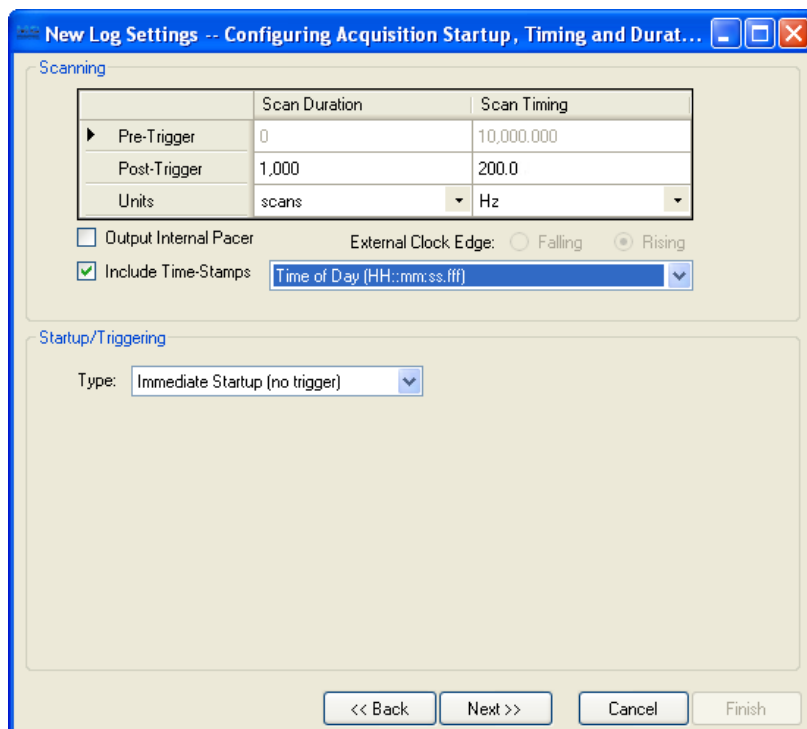 New Log Settings -- Configuring Acquisition Startup, Timing and Durat...
Scanning
Scan Duration Scan Timing
Pre-Trigger 0 10,000.000
Post-Trigger 1,000 200.0
Units scans Hz
Output Internal Pacer External Clock Edge: Falling Rising
Include Time-Stamps Time of Day (HH::mm:ss.fff)
Startup/Triggering
Type: Immediate Startup (no trigger)
<< Back Next >> Cancel Finish